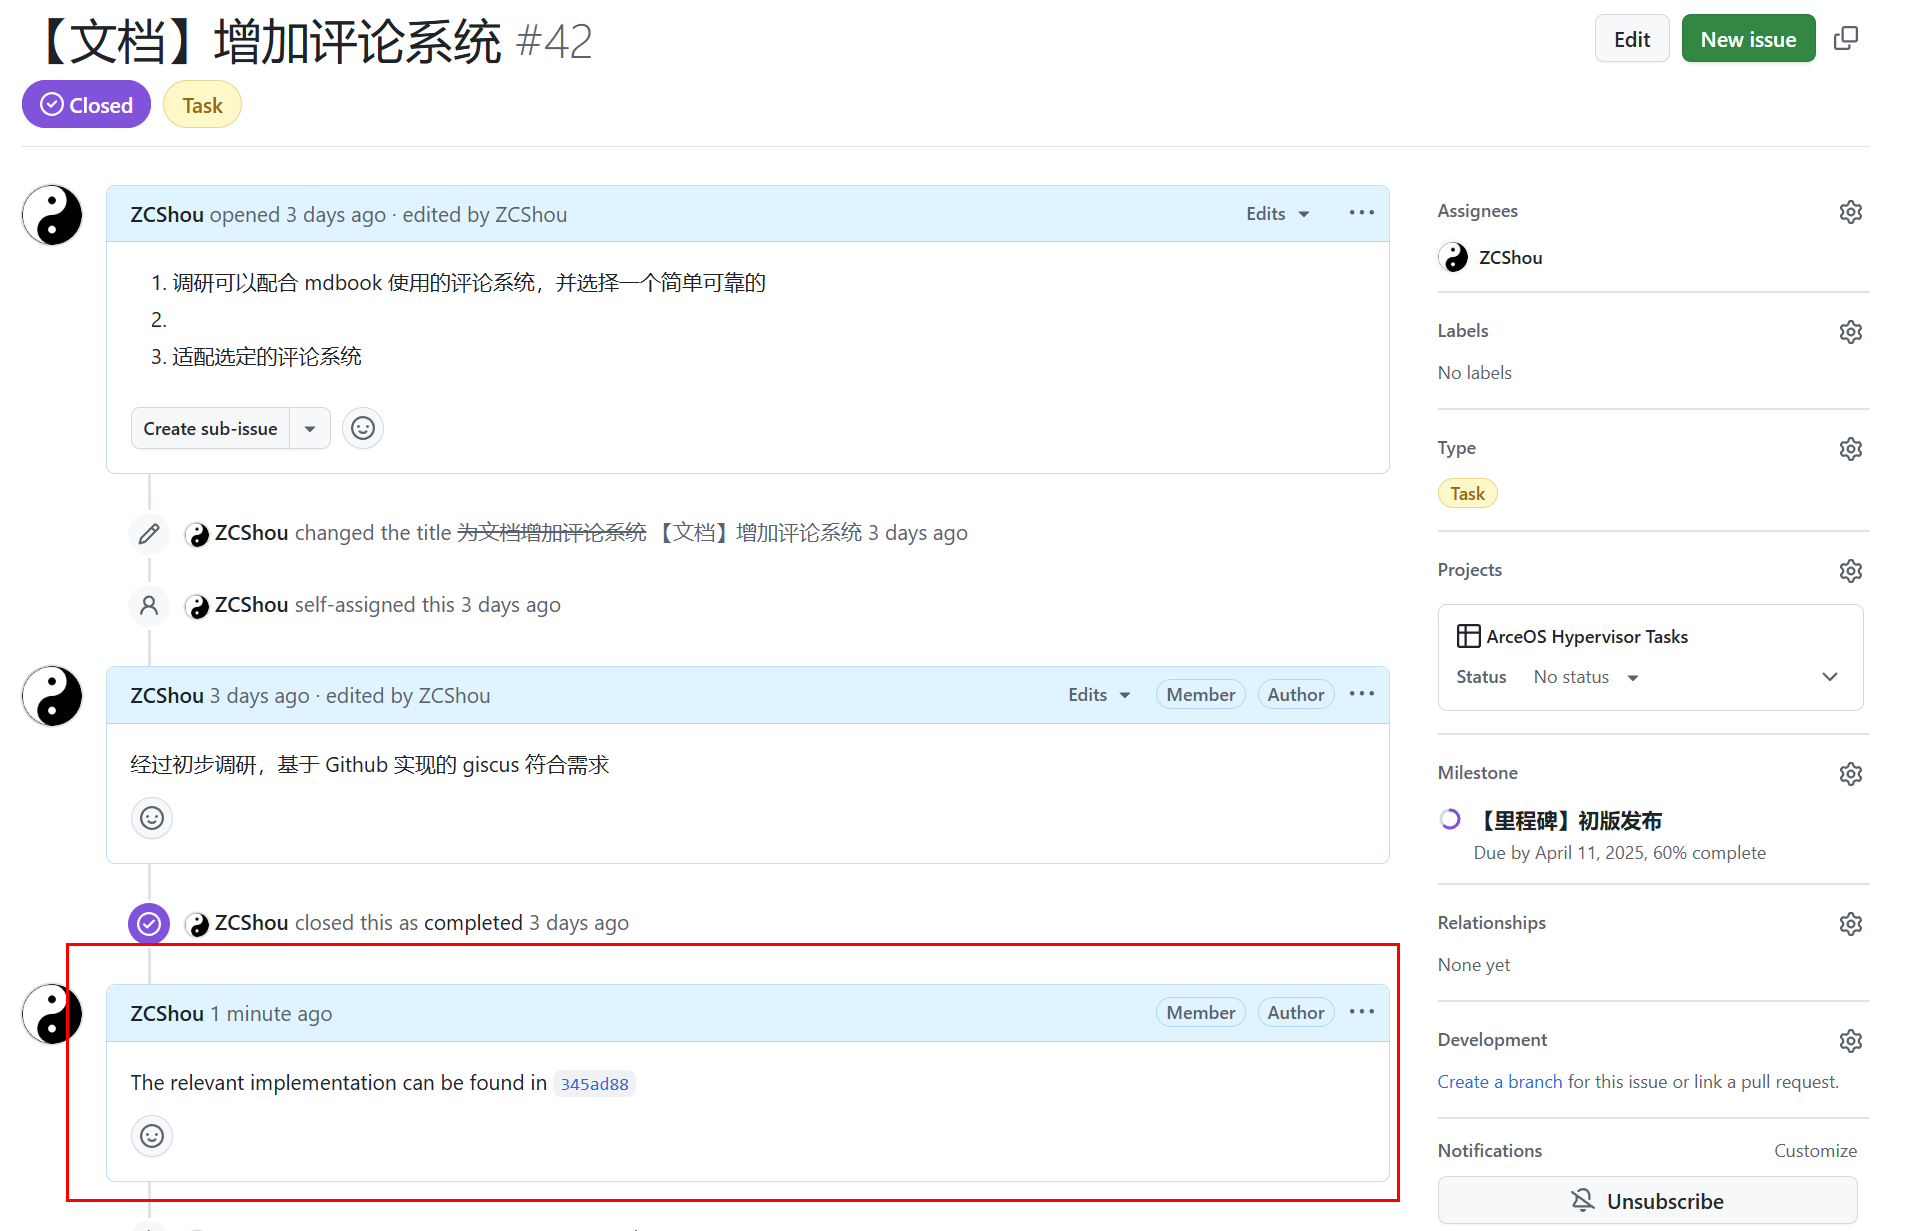 【文档】增加评论系统 #42
Edit
New issue
Closed
Task
ZCShou opened 3 days ago · edited by ZCShou
Edits
1. 调研可以配合 mdbook 使用的评论系统，并选择一个简单可靠的
2.
3. 适配选定的评论系统
Create sub-issue
ZCShou changed the title 为文档增加评论系统 【文档】增加评论系统 3 days ago
ZCShou self-assigned this 3 days ago
ZCShou 3 days ago · edited by ZCShou
Edits
Member
Author
经过初步调研，基于 Github 实现的 giscus 符合需求
ZCShou closed this as completed 3 days ago
ZCShou 1 minute ago
Member
Author
The relevant implementation can be found in 345ad88
Assignees
ZCShou
Labels
No labels
Type
Task
Projects
ArceOS Hypervisor Tasks
Status No status
Milestone
【里程碑】初版发布
Due by April 11, 2025, 60% complete
Relationships
None yet
Development
Create a branch for this issue or link a pull request.
Notifications
Customize
Unsubscribe